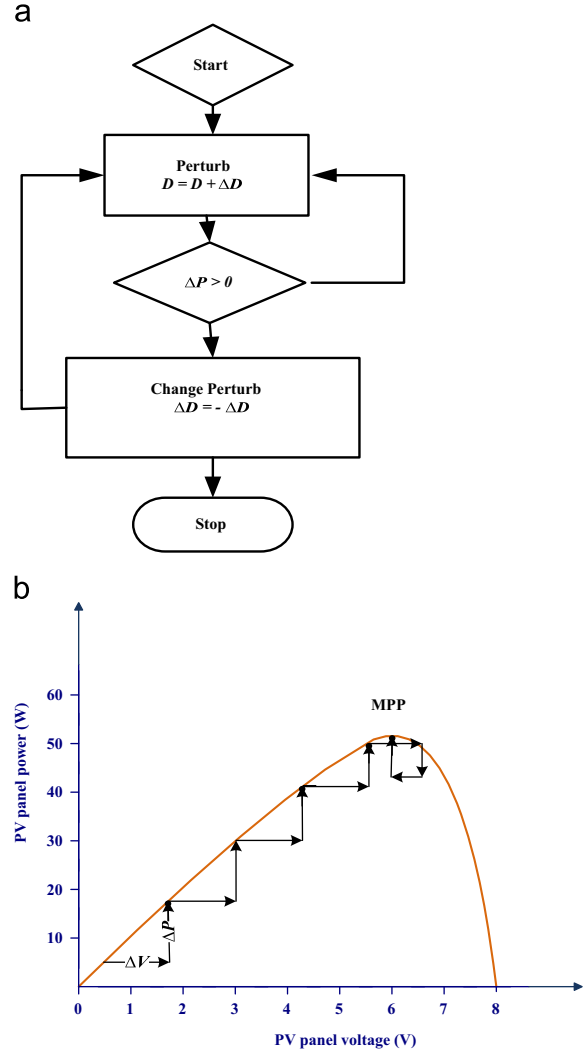 a
Start
Perturb
D = D + ΔD
ΔP > 0
Change Perturb
ΔD = - ΔD
Stop
b
PV panel power (W)
60
50
40
30
20
10
MPP
ΔV
ΔP
0 1 2 3 4 5 6 7 8
PV panel voltage (V)